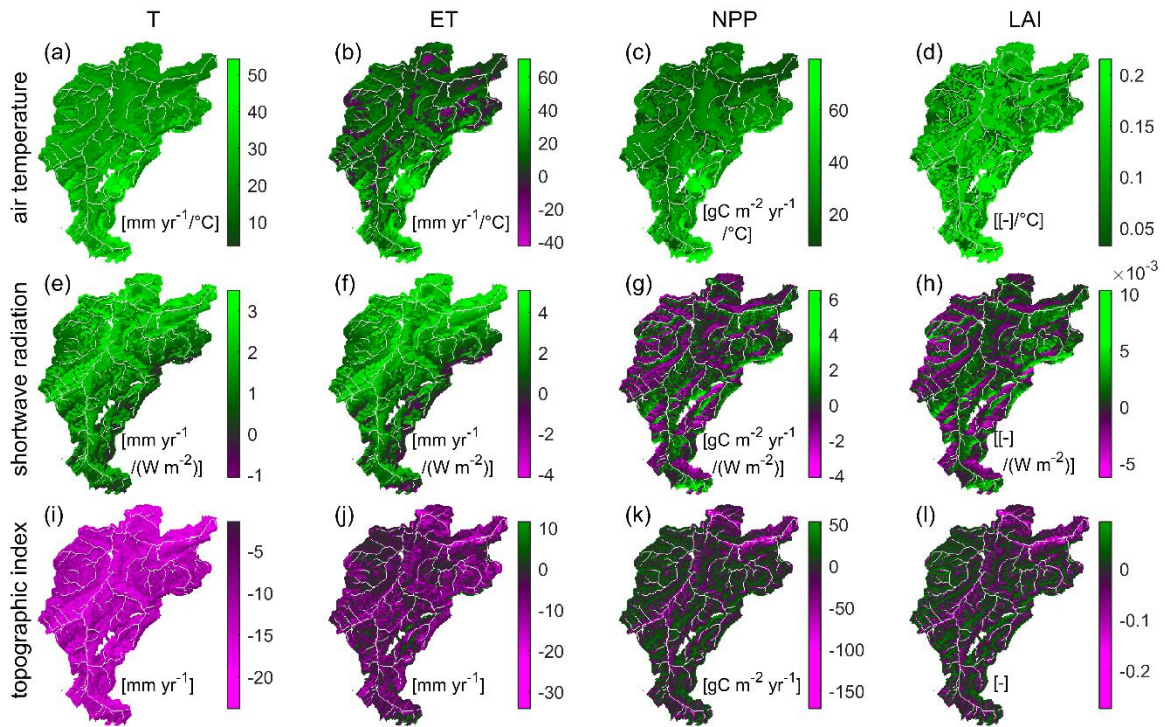 T ET NPP LAI
air temperature
(a) 50 40 30 20 10
[mm yr⁻¹/°C]
(b) 60 40 20 0 -20 -40
[mm yr⁻¹/°C]
(c) 60 40 20
[gC m⁻² yr⁻¹
/°C]
(d) 0.2 0.15 0.1 0.05
[[-]/°C]
shortwave radiation
(e) 3 2 1 0 -1
[mm yr⁻¹
/(W m⁻²)]
(f) 4 2 0 -2 -4
[mm yr⁻¹
/(W m⁻²)]
(g) 6 4 2 0 -2 -4
[gC m⁻² yr⁻¹
/(W m⁻²)]
(h) ×10⁻³ 10 5 0 -5
[[-]
/(W m⁻²)]
topographic index
(i) -5 -10 -15 -20
[mm yr⁻¹]
(j) 10 0 -10 -20 -30
[mm yr⁻¹]
(k) 50 0 -50 -100 -150
[gC m⁻² yr⁻¹]
(l) 0 -0.1 -0.2
[-]